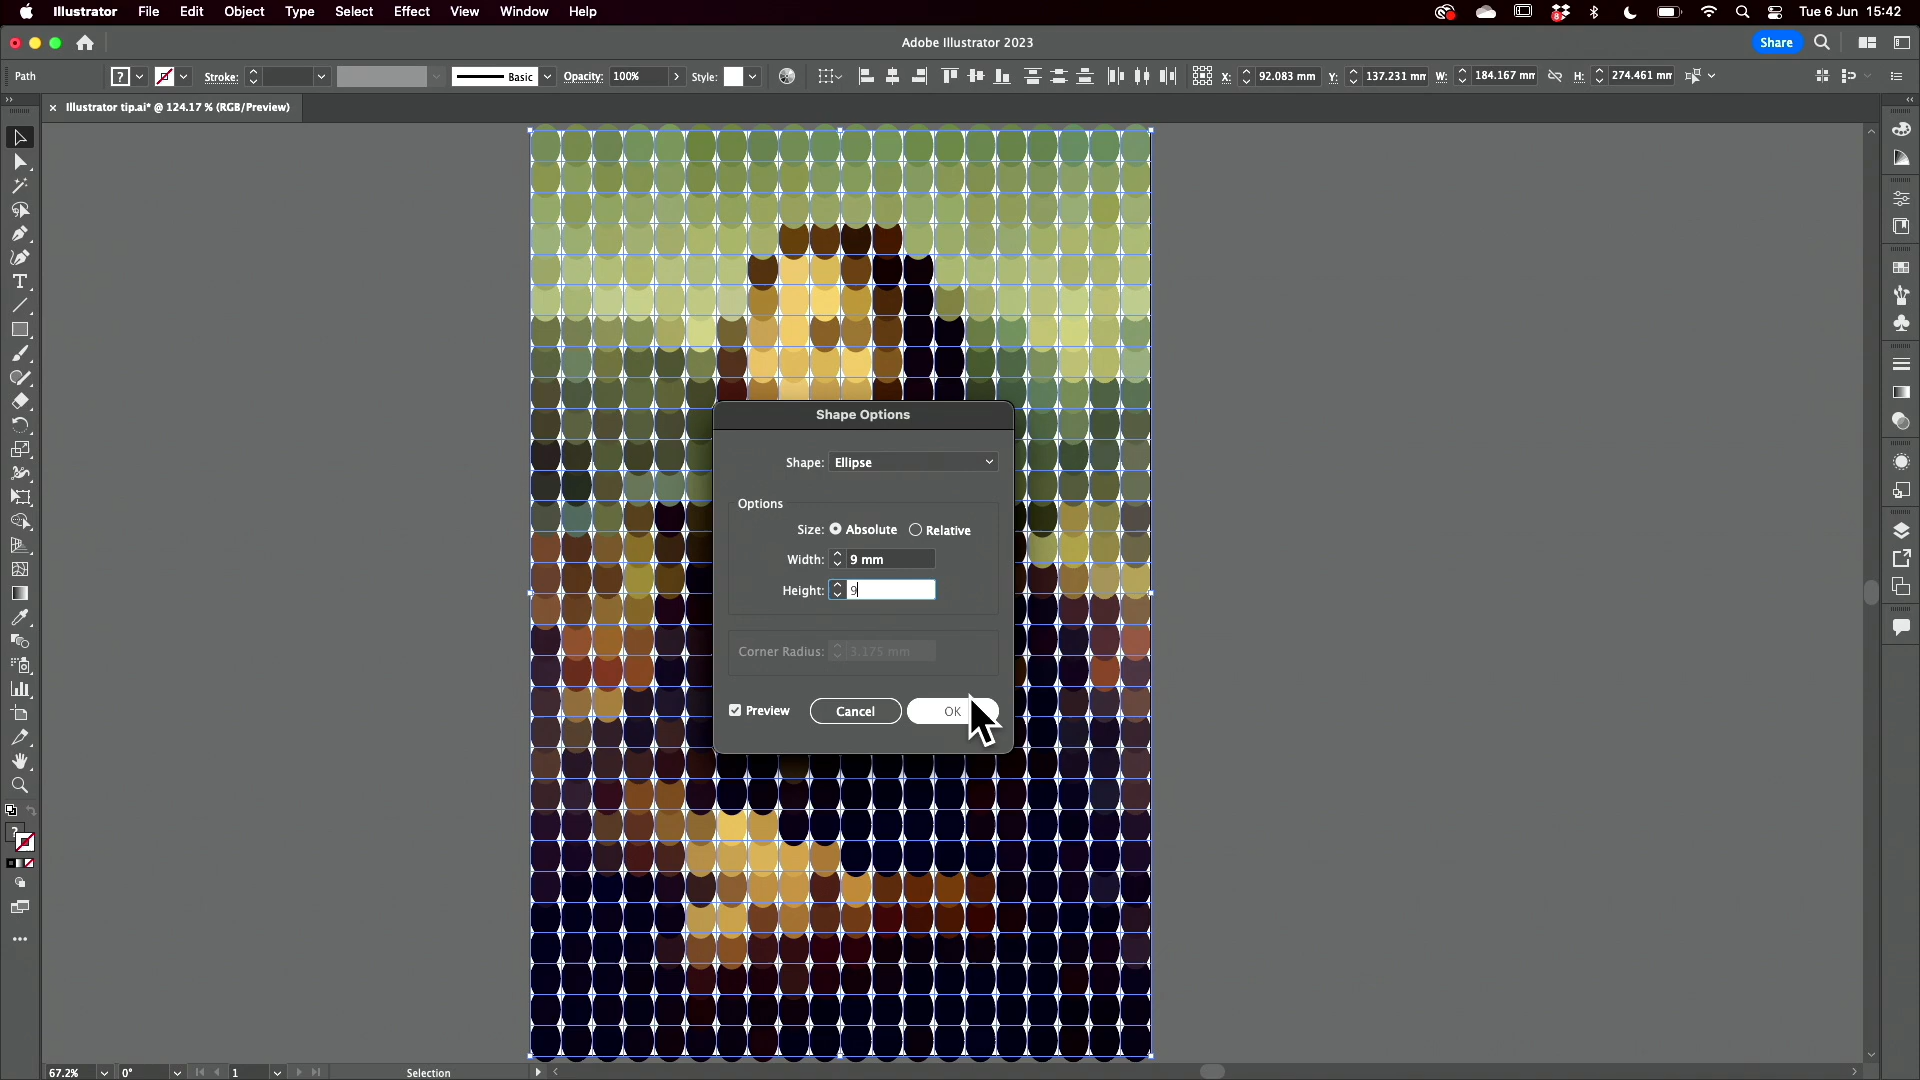 Illustrator File Edit Object Type Select Effect View Window Help Tue 6 Jun 15:42
Adobe Illustrator 2023 Share
Path ? Stroke: Basic Opacity: 100% Style: X: 92.083 mm Y: 137.231 mm W: 184.167 mm H: 274.461 mm
× Illustrator tip.ai* @ 124.17 % (RGB/Preview)
Shape Options
Shape: Ellipse
Options
Size: Absolute Relative
Width: 9 mm
Height: 9
Corner Radius: 3.175 mm
Preview Cancel OK
67.2% 0° 1 Selection